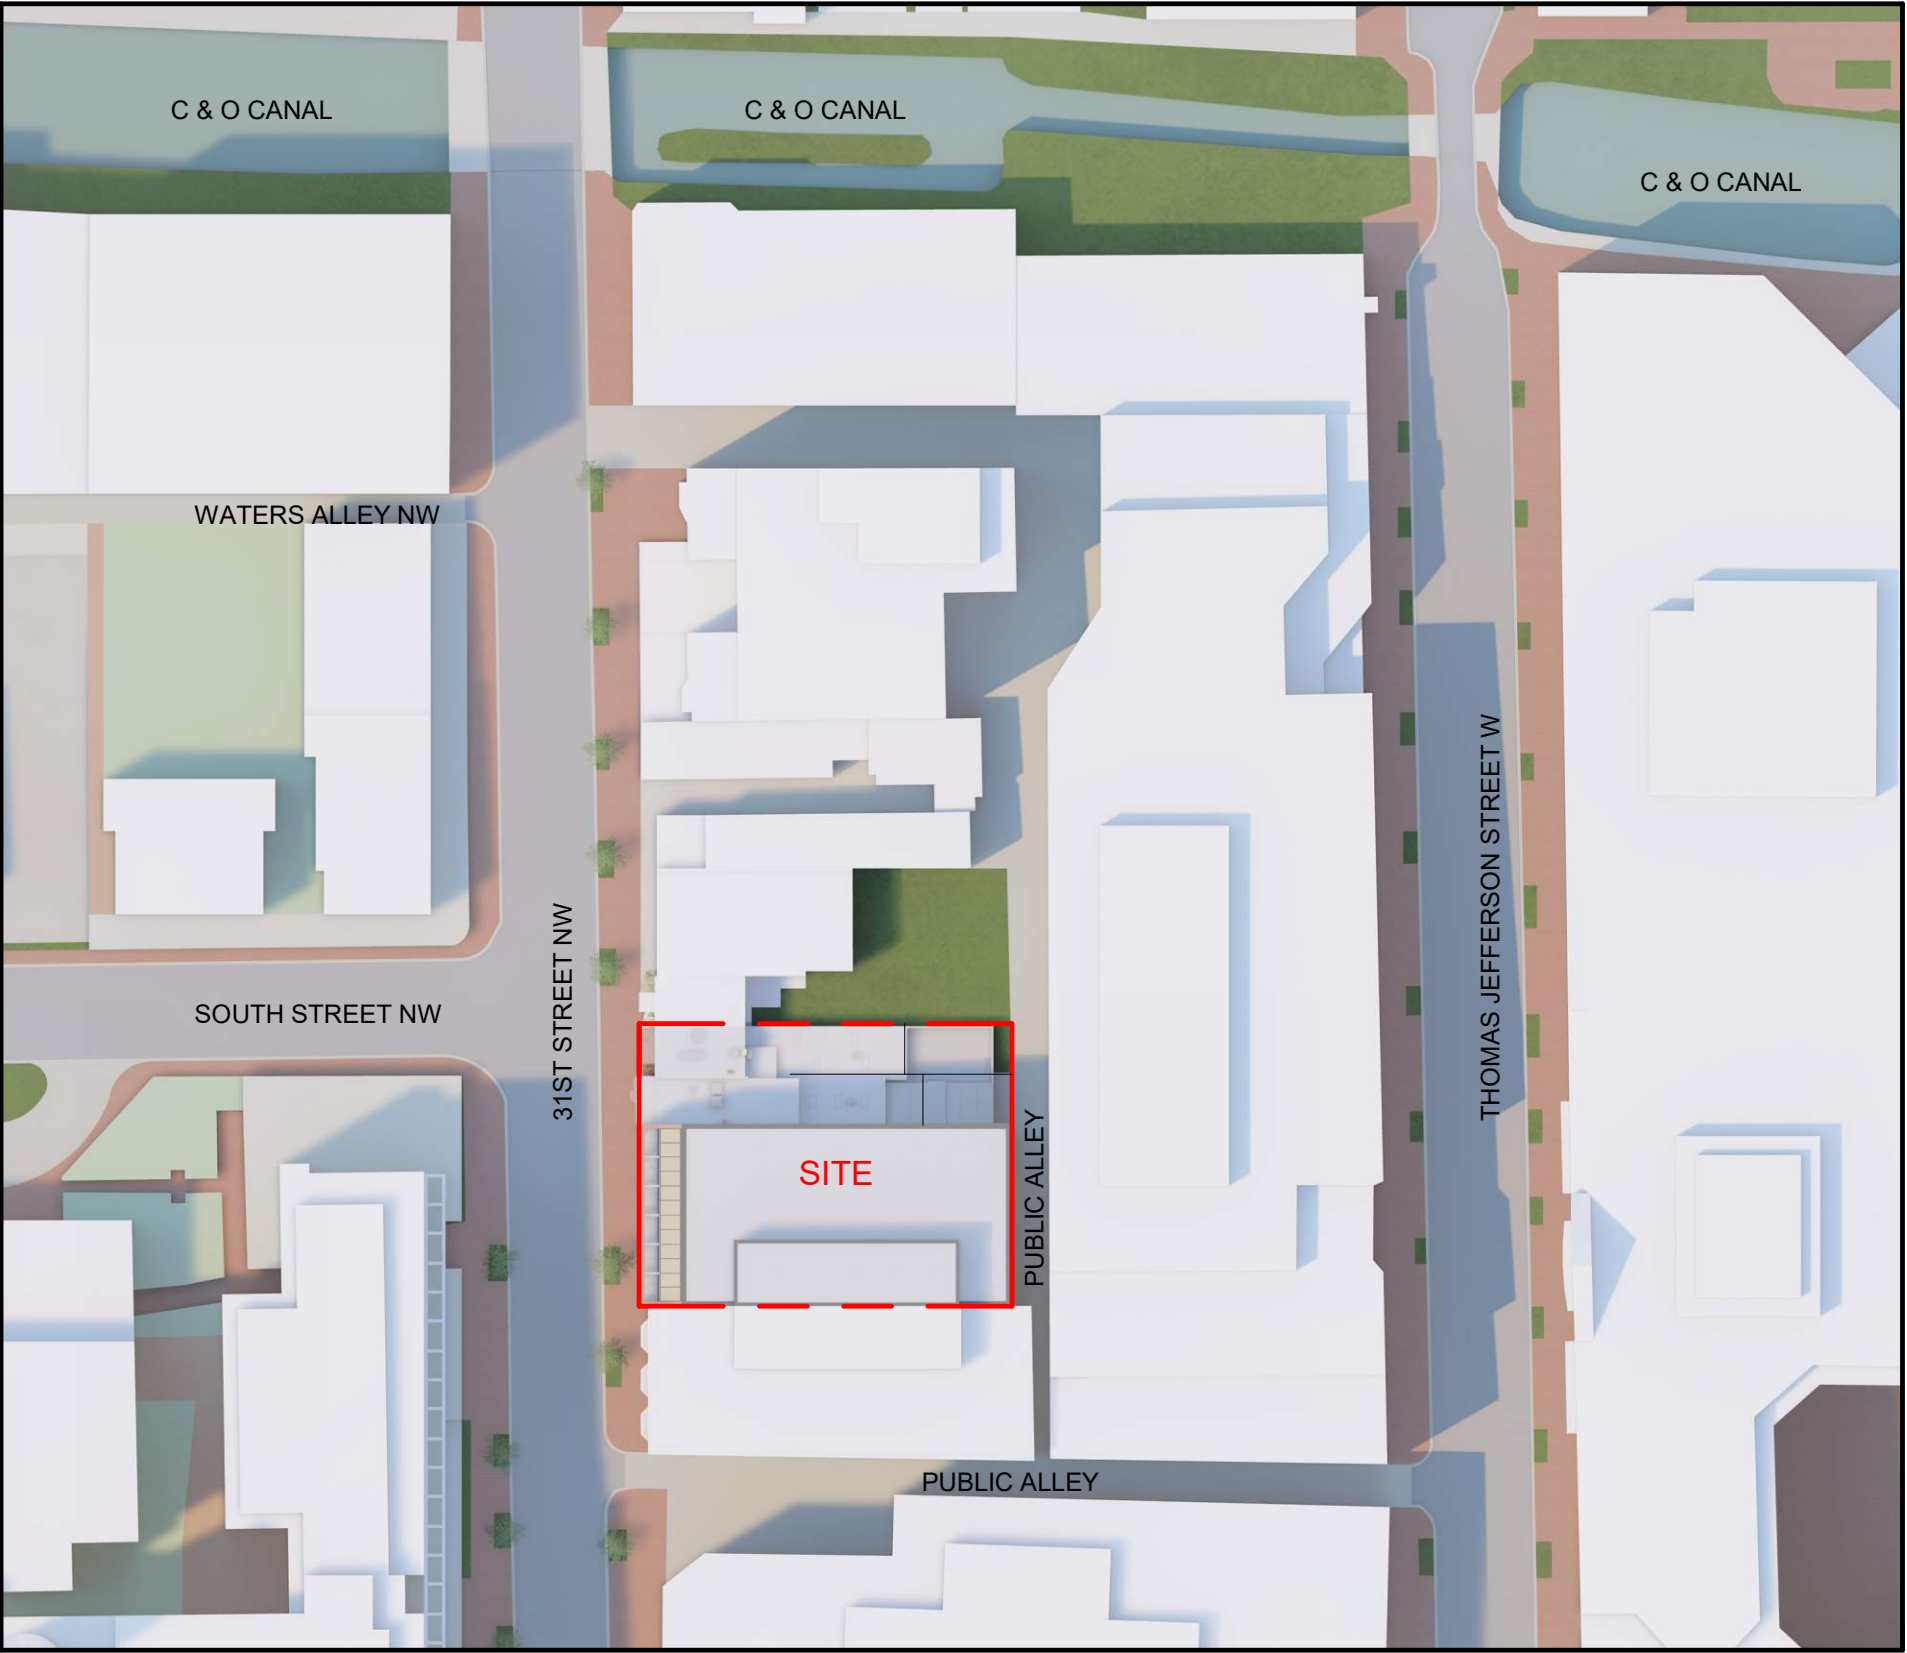 C & O CANAL
C & O CANAL
C & O CANAL
WATERS ALLEY NW
THOMAS JEFFERSON STREET W
31ST STREET NW
SOUTH STREET NW
SITE
PUBLIC ALLEY
PUBLIC ALLEY